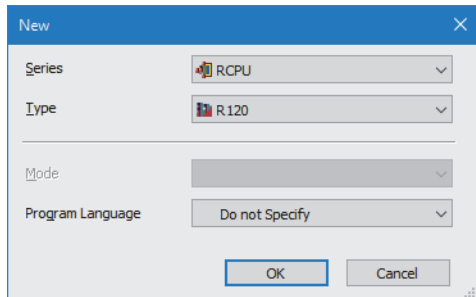 New
Series RCPU
Type R120
Mode
Program Language Do not Specify
OK Cancel